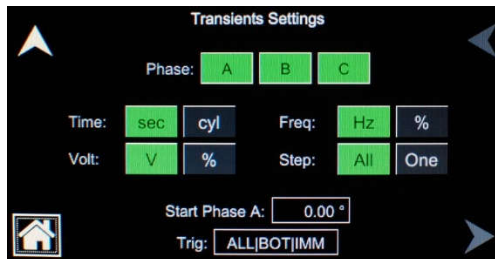 Transients Settings
Phase: A B C
Time: sec cyl Freq: Hz %
Volt: V % Step: All One
Start Phase A: 0.00 °
Trig: ALL|BOT|IMM